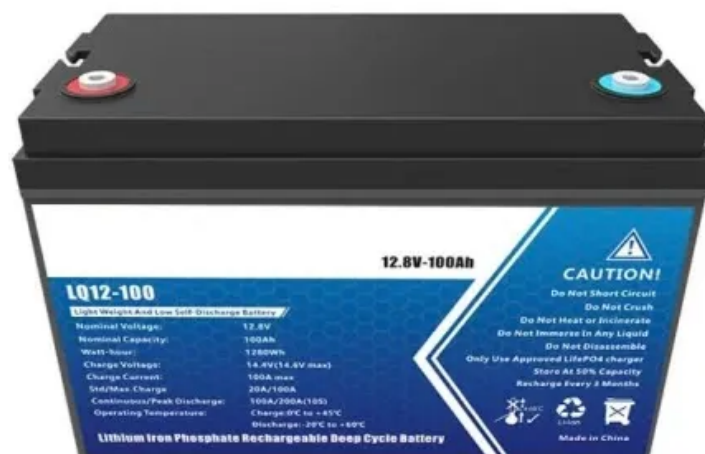 12.8V-100Ah
LQ12-100
Light Weight And Low Self-Discharge Battery
Nominal Voltage: 12.8V
Nominal Capacity: 100Ah
Watt-hour: 1280Wh
Charge Voltage: 14.4V(14.6V max)
Charge Current: 100A max
Std/Max.Charge 20A/100A
Continuous/Peak Discharge: 100A/200A(10S)
Operating Temperature: Charge:0℃ to +45℃
Discharge:-20℃ to +60℃
Lithium Iron Phosphate Rechargeable Deep Cycle Battery
CAUTION!
Do Not Short Circuit
Do Not Crush
Do Not Heat or Incinerate
Do Not Immerse In Any Liquid
Do Not Disassemble
Only Use Approved LifePO4 charger
Store At 50% Capacity
Recharge Every 3 Months
Li-ion
Made in China